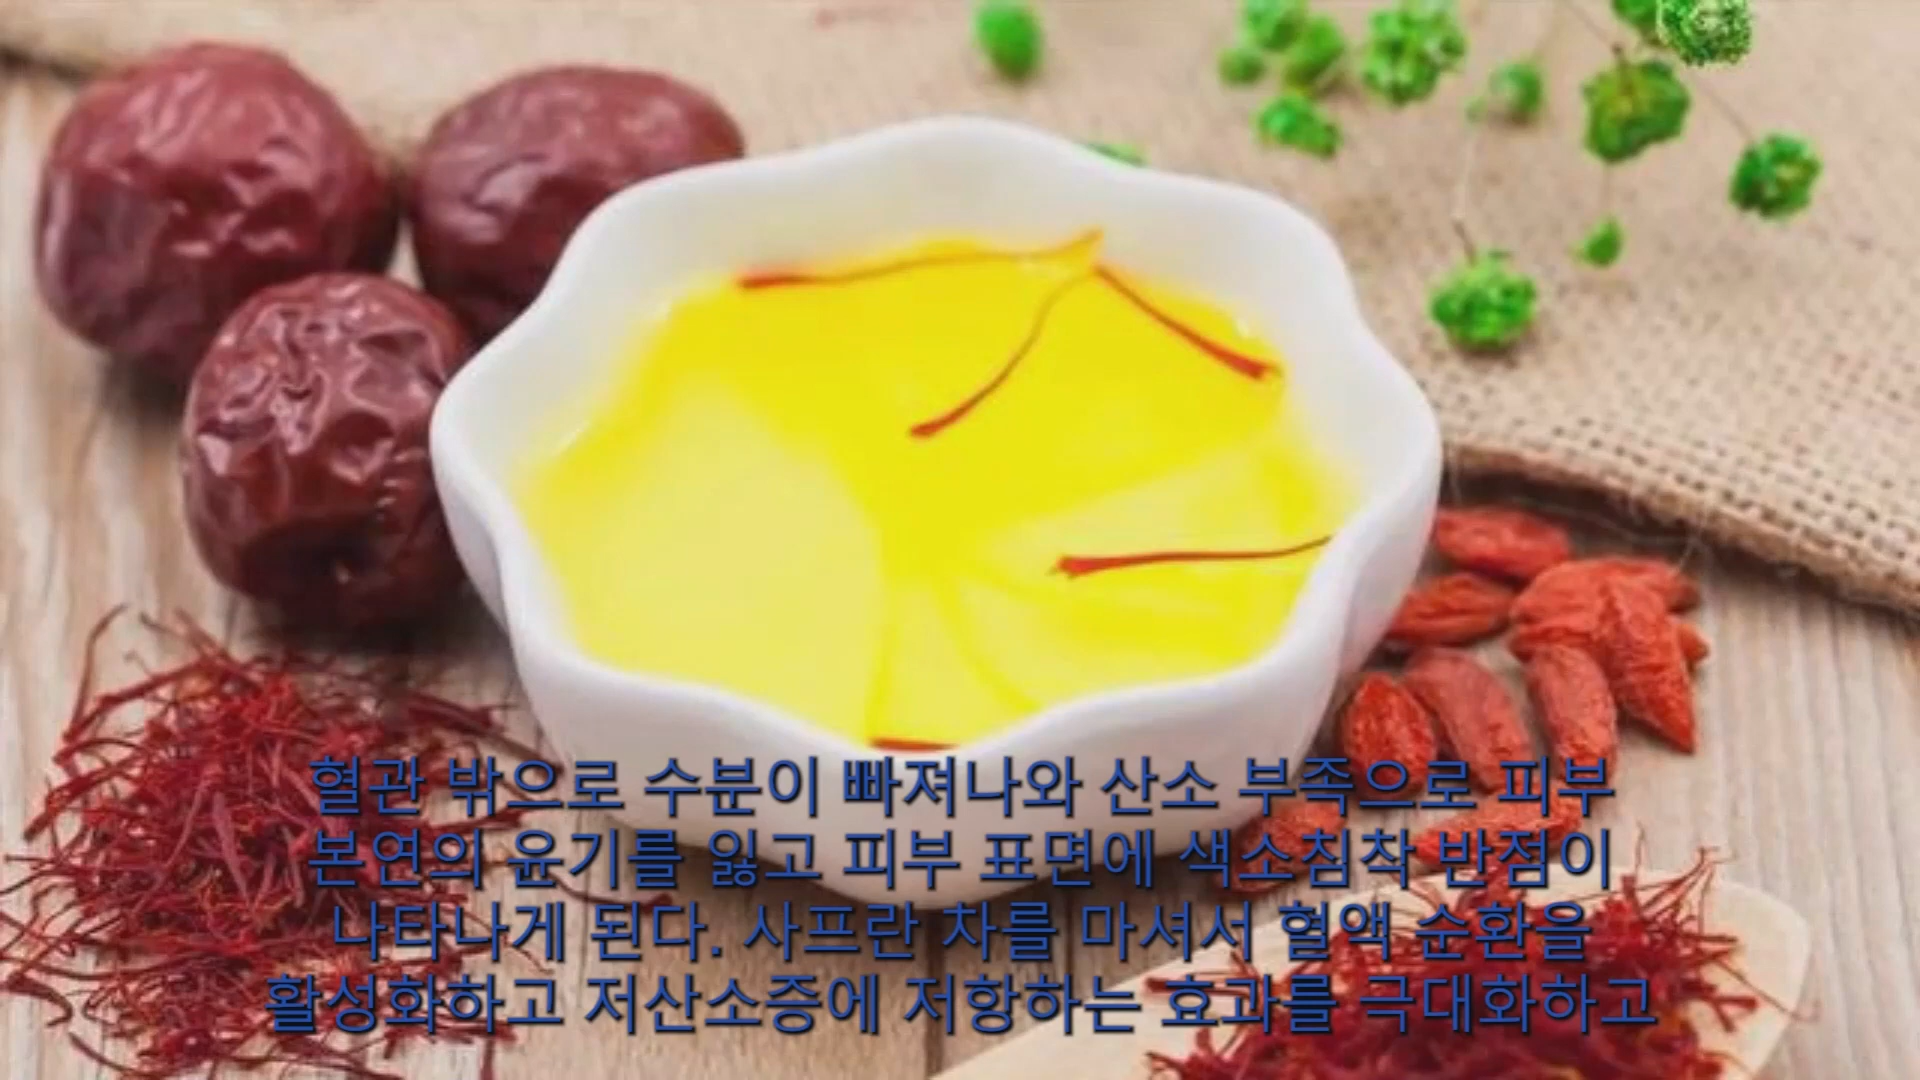 혈관 밖으로 수분이 빠져나와 산소 부족으로 피부
본연의 윤기를 잃고 피부 표면에 색소침착 반점이
나타나게 된다. 사프란 차를 마셔서 혈액 순환을
활성화하고 저산소증에 저항하는 효과를 극대화하고